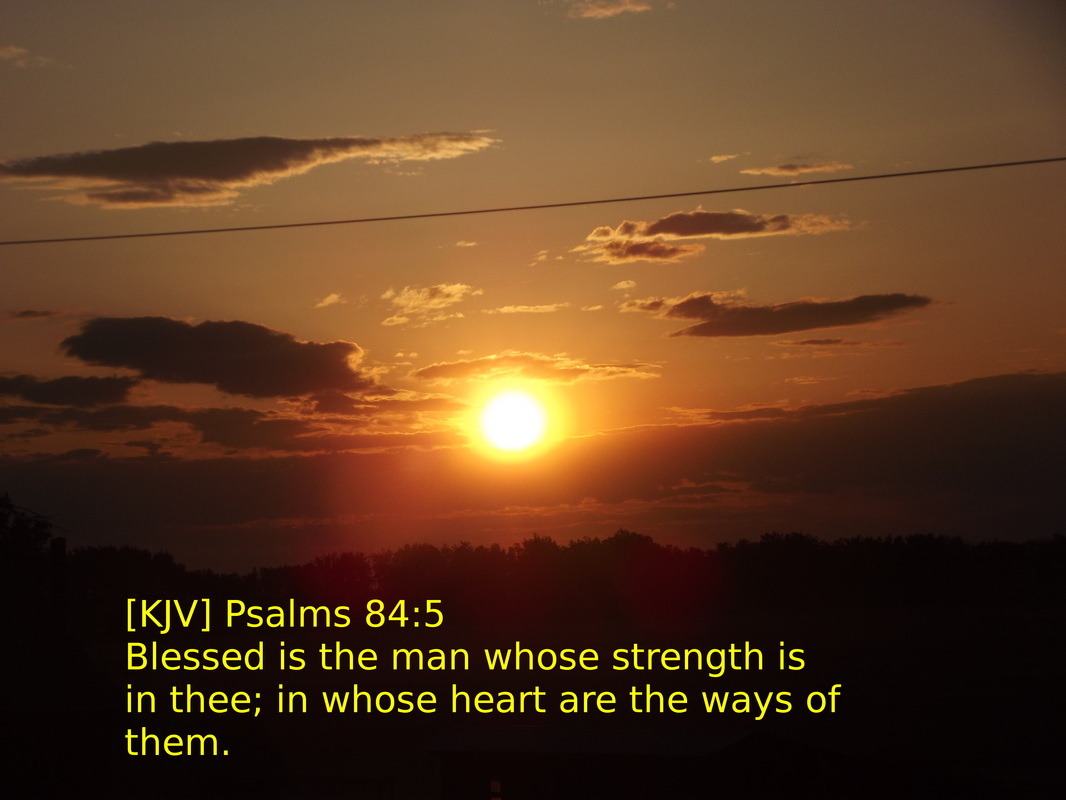 [KJV] Psalms 84:5
Blessed is the man whose strength is
in thee; in whose heart are the ways of
them.